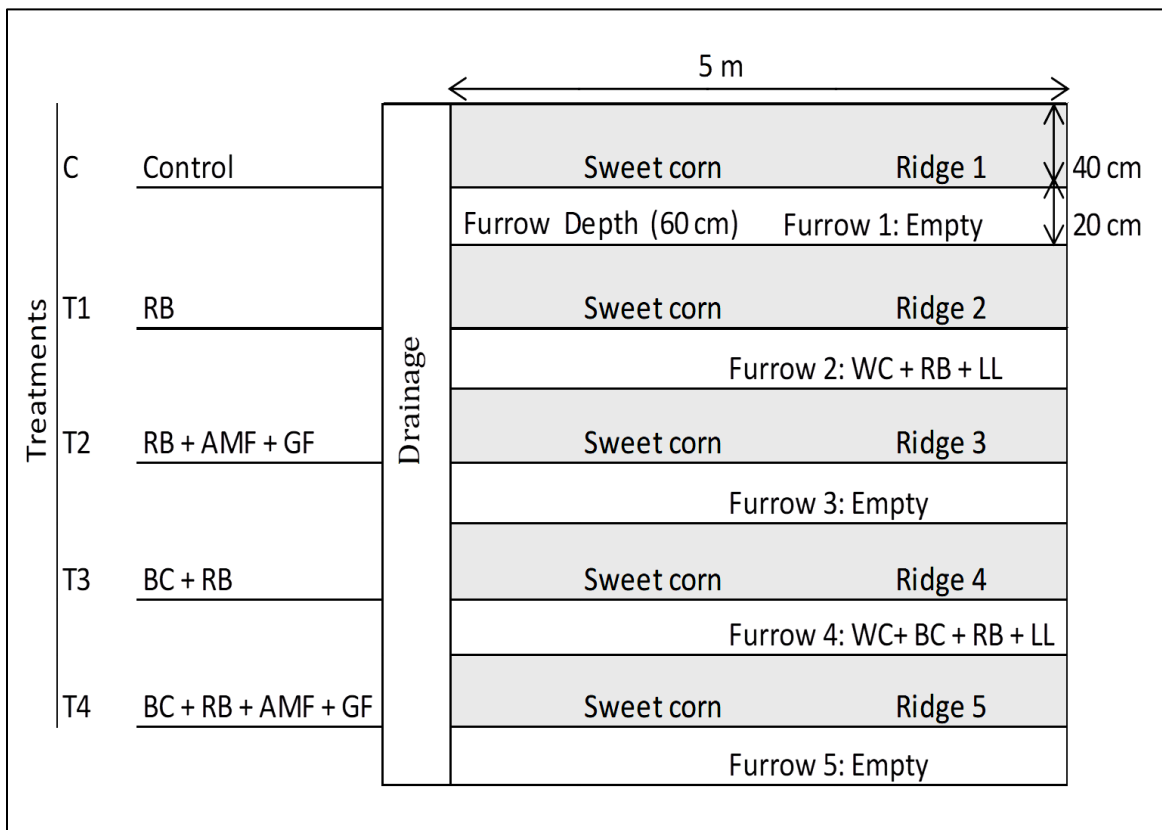 5 m
C Control Sweet corn Ridge 1 40 cm
Furrow Depth (60 cm) Furrow 1: Empty 20 cm
T1 RB Sweet corn Ridge 2
Furrow 2: WC + RB + LL
T2 RB + AMF + GF Sweet corn Ridge 3
Furrow 3: Empty
T3 BC + RB Sweet corn Ridge 4
Furrow 4: WC+ BC + RB + LL
T4 BC + RB + AMF + GF Sweet corn Ridge 5
Furrow 5: Empty
Treatments
Drainage